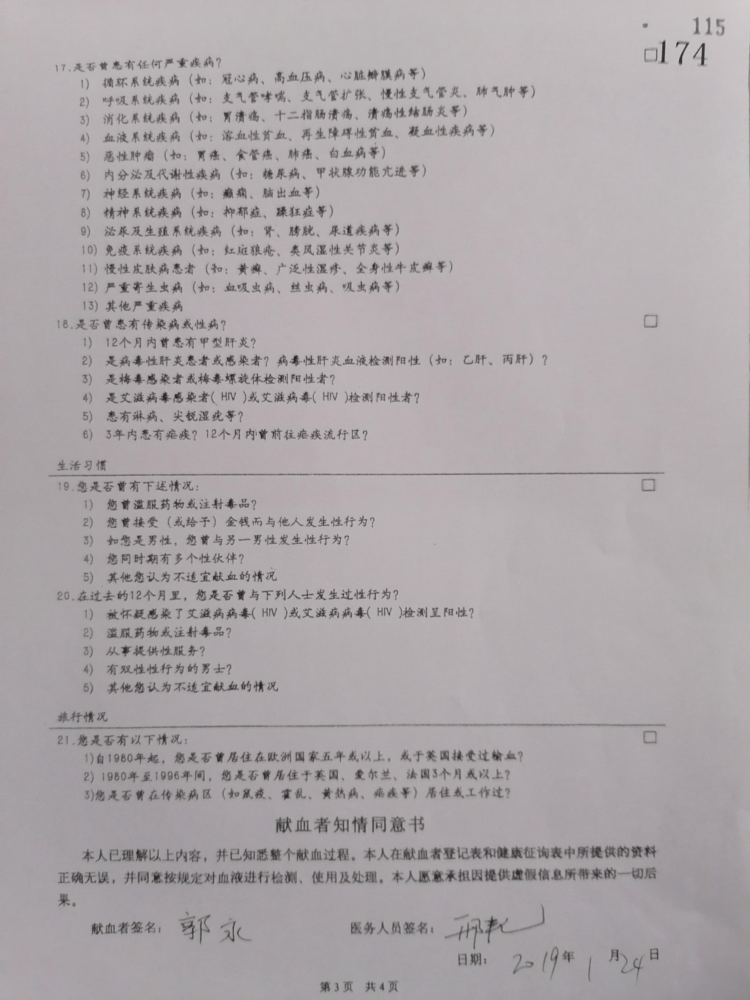 115
□174
17.是否曾患有任何严重疾病?
1) 循环系统疾病(如:冠心病、高血压病、心脏瓣膜病等)
2) 呼吸系统疾病(如:支气管哮喘、支气管扩张、慢性支气管炎、肺气肿等)
3) 消化系统疾病(如:胃溃疡、十二指肠溃疡、溃疡性结肠炎等)
4) 血液系统疾病(如:溶血性贫血、再生障碍性贫血、凝血性疾病等)
5) 恶性肿瘤(如:胃癌、食管癌、肺癌、白血病等)
6) 内分泌及代谢性疾病(如:糖尿病、甲状腺功能亢进等)
7) 神经系统疾病(如:癫痫、脑出血等)
8) 精神系统疾病(如:抑郁症、躁狂症等)
9) 泌尿及生殖系统疾病(如:肾、膀胱、尿道疾病等)
10) 免疫系统疾病(如:红斑狼疮、类风湿性关节炎等)
11) 慢性皮肤病患者(如:黄癣、广泛性湿疹、全身性牛皮癣等)
12) 严重寄生虫病(如:血吸虫病、丝虫病、吸虫病等)
13) 其他严重疾病
18.是否曾患有传染病或性病? □
1) 12个月内曾患有甲型肝炎?
2) 是病毒性肝炎患者或感染者?病毒性肝炎血液检测阳性(如:乙肝、丙肝)?
3) 是梅毒感染者或梅毒螺旋体检测阳性者?
4) 是艾滋病毒感染者( HIV )或艾滋病毒( HIV )检测阳性者?
5) 患有淋病、尖锐湿疣等?
6) 3年内患有疟疾?12个月内曾前往疟疾流行区?
生活习惯
19.您是否曾有下述情况: □
1) 您曾滥服药物或注射毒品?
2) 您曾接受(或给予)金钱而与他人发生性行为?
3) 如您是男性,您曾与另一男性发生性行为?
4) 您同时期有多个性伙伴?
5) 其他您认为不适宜献血的情况
20.在过去的12个月里,您是否曾与下列人士发生过性行为?
1) 被怀疑感染了艾滋病病毒( HIV )或艾滋病病毒( HIV )检测呈阳性?
2) 滥服药物或注射毒品?
3) 从事提供性服务?
4) 有双性性行为的男士?
5) 其他您认为不适宜献血的情况
旅行情况
21.您是否有以下情况: □
1)自1980年起,您是否曾居住在欧洲国家五年或以上,或于英国接受过输血?
2) 1980年至1996年间,您是否曾居住于英国、爱尔兰、法国3个月或以上?
3)您是否曾在传染病区(如鼠疫、霍乱、黄热病、疟疾等)居住或工作过?
献血者知情同意书
本人已理解以上内容,并已知悉整个献血过程。本人在献血者登记表和健康征询表中所提供的资料
正确无误,并同意按规定对血液进行检测、使用及处理。本人愿意承担因提供虚假信息所带来的一切后
果。
献血者签名: 郭永 医务人员签名:
日期: 2019年1月24日
第3页 共4页